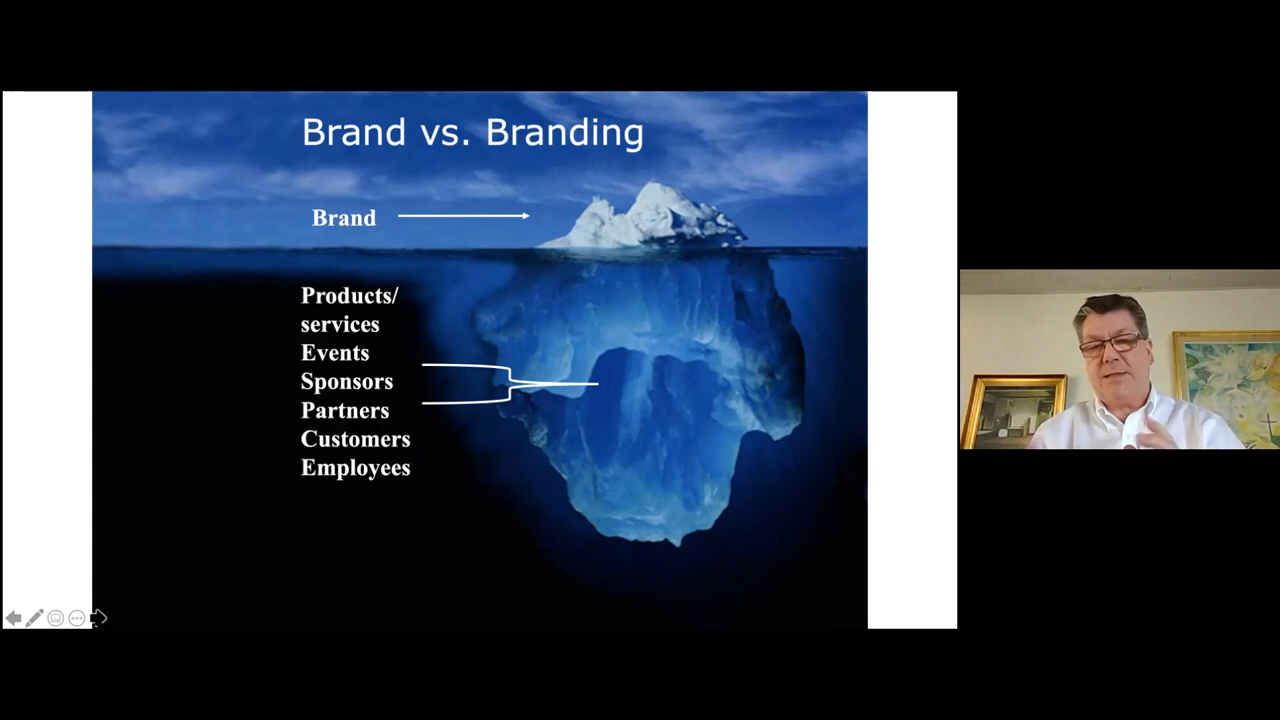 Brand vs. Branding
Brand
Products/
services
Events
Sponsors
Partners
Customers
Employees